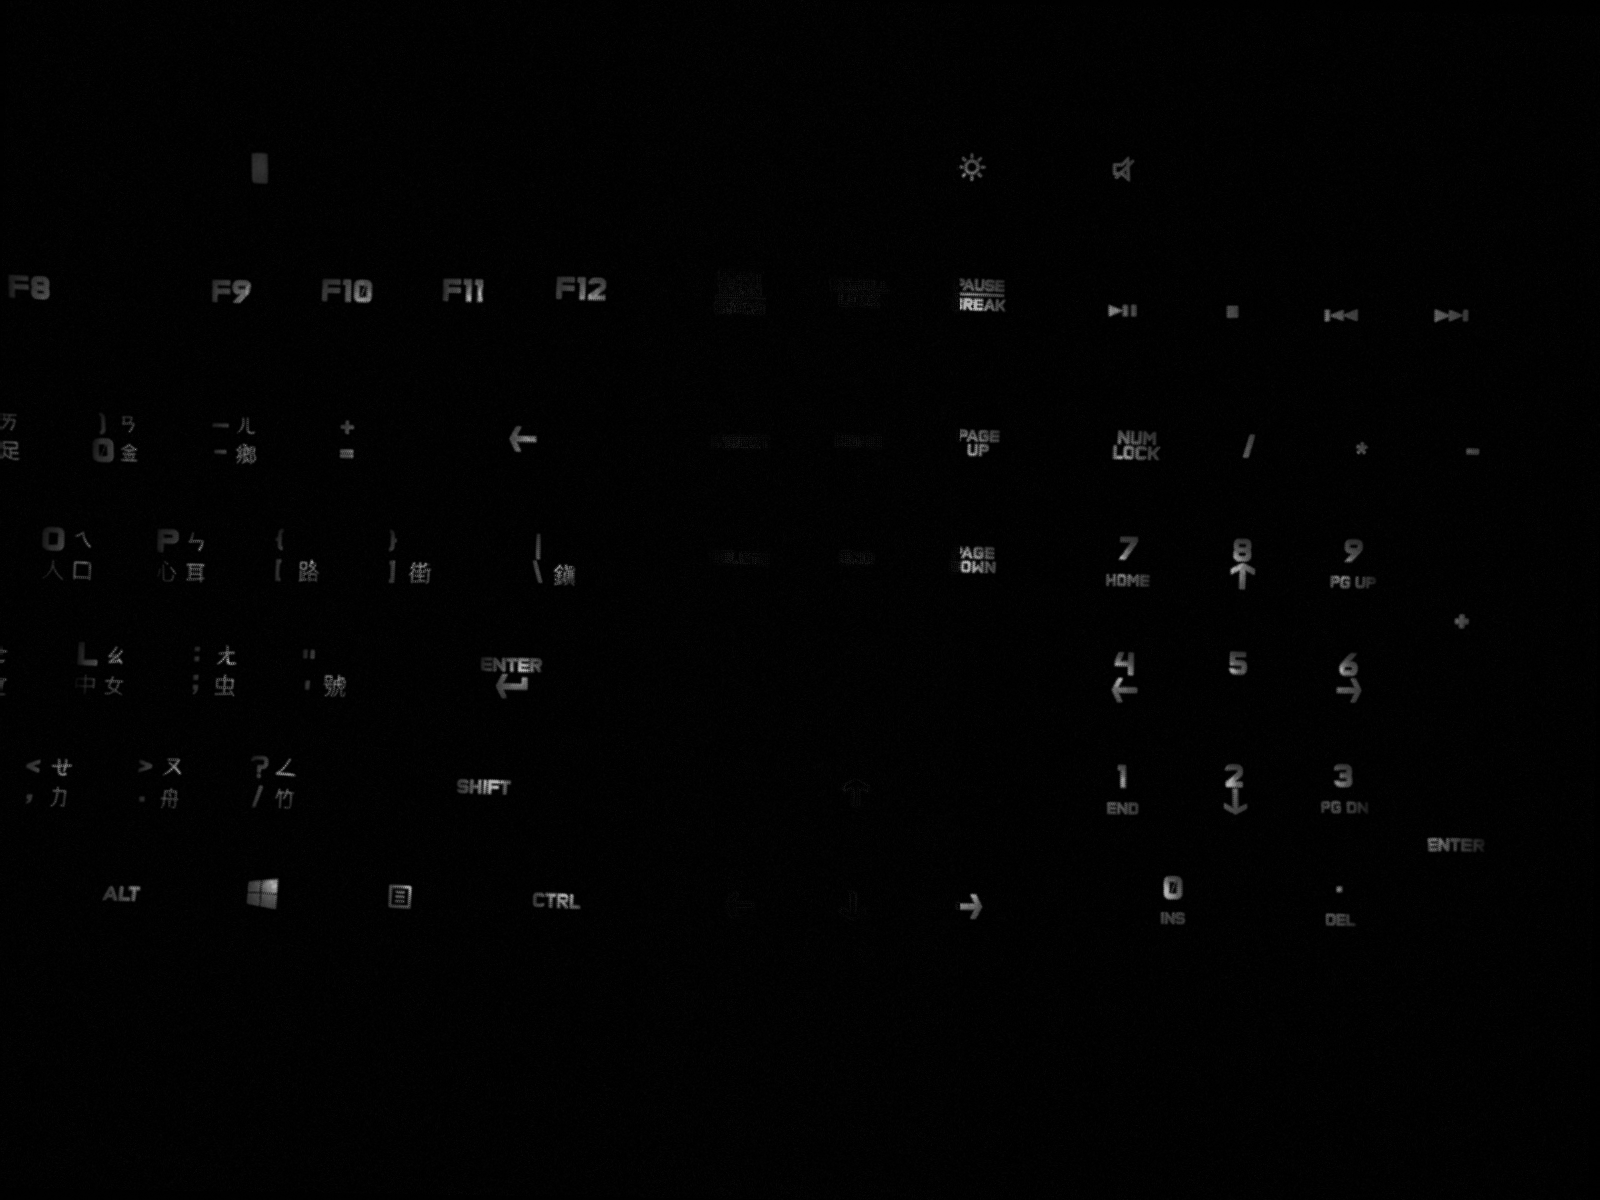 F8 F9 F10 F11 F12 PAUSE
BREAK
) ㄢ - ㄦ +
0 金 - 鄉 =
PAGE
UP
NUM
LOCK
/ * -
O ㄟ P ㄣ { } |
人 口 心 耳 [ 路 ] 街 \ 鎭
PAGE
DOWN
7 8 9
HOME PG UP
+
L ㄠ : ㄤ "
中 女 ; 虫 ' 號
ENTER
4 5 6
< ㄝ > ㄡ ? ㄥ
, 力 . 舟 / 竹
SHIFT
1 2 3
END PG DN
ENTER
ALT CTRL
0 .
INS DEL